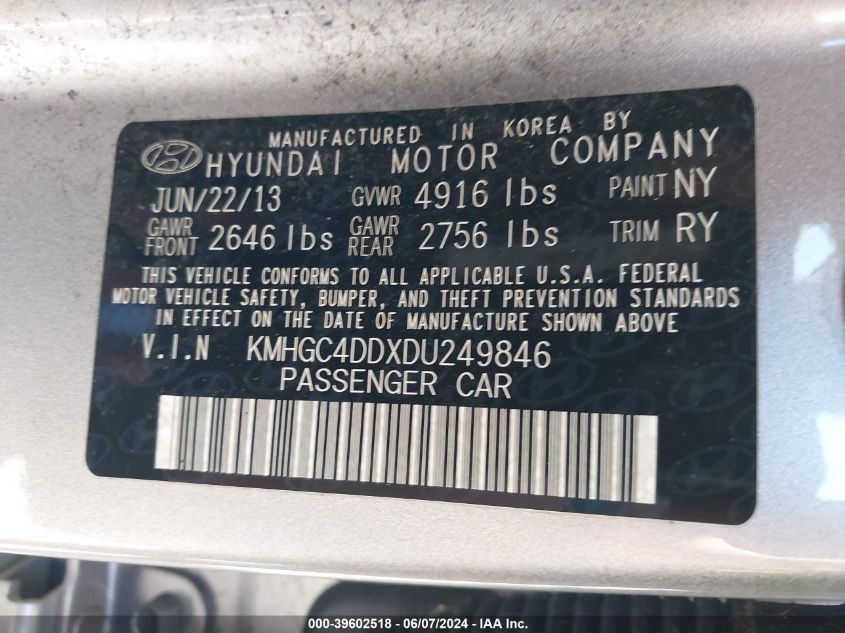 MANUFACTURED IN KOREA BY
HYUNDAI MOTOR COMPANY
JUN/22/13 GVWR 4916 lbs PAINT NY
GAWR FRONT 2646 lbs GAWR REAR 2756 lbs TRIM RY
THIS VEHICLE CONFORMS TO ALL APPLICABLE U.S.A. FEDERAL
MOTOR VEHICLE SAFETY, BUMPER, AND THEFT PREVENTION STANDARDS
IN EFFECT ON THE DATE OF MANUFACTURE SHOWN ABOVE
V.I.N KMHGC4DDXDU249846
PASSENGER CAR
000-39602518 - 06/07/2024 - IAAI, Inc.